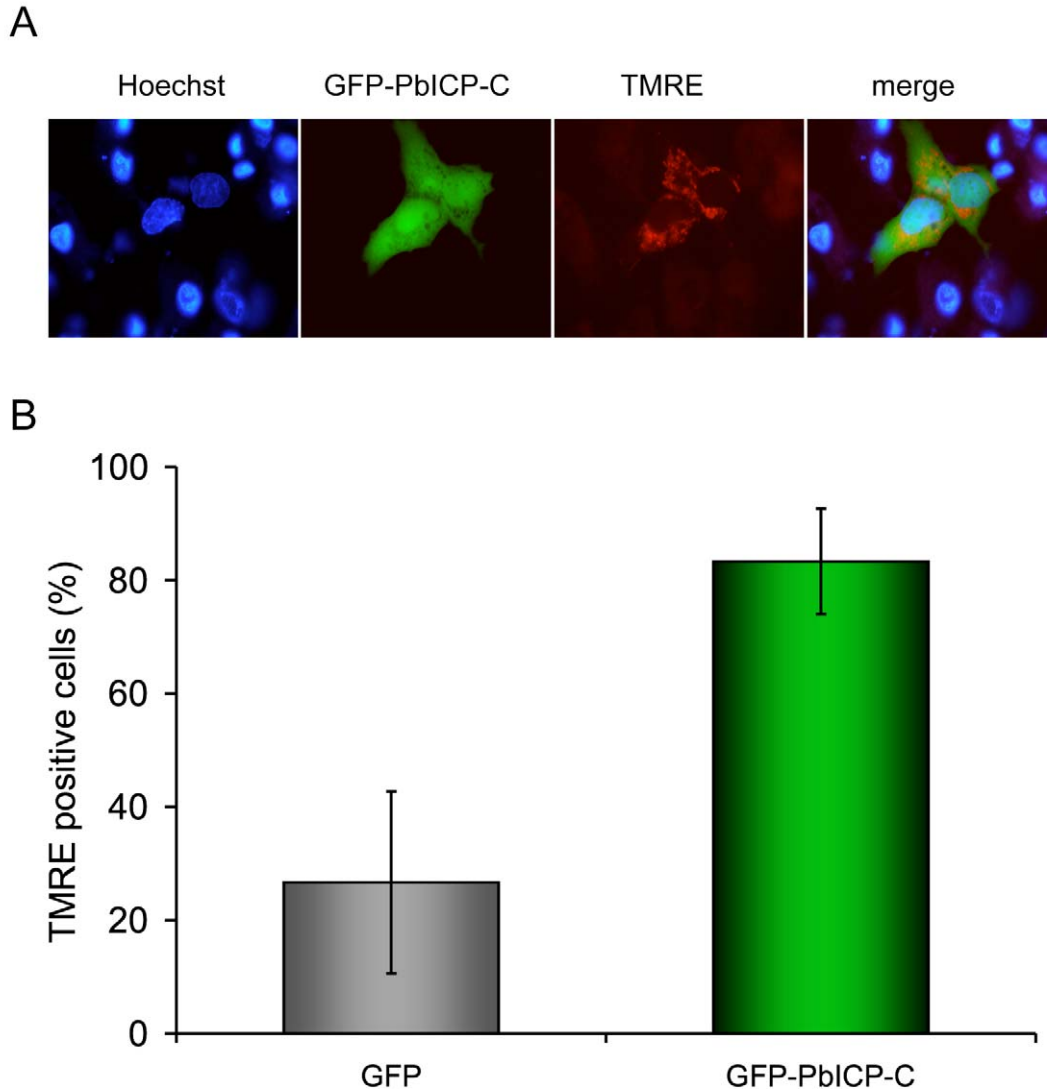 A
Hoechst GFP-PbICP-C TMRE merge
B
TMRE positive cells (%)
100
80
60
40
20
0
GFP GFP-PbICP-C